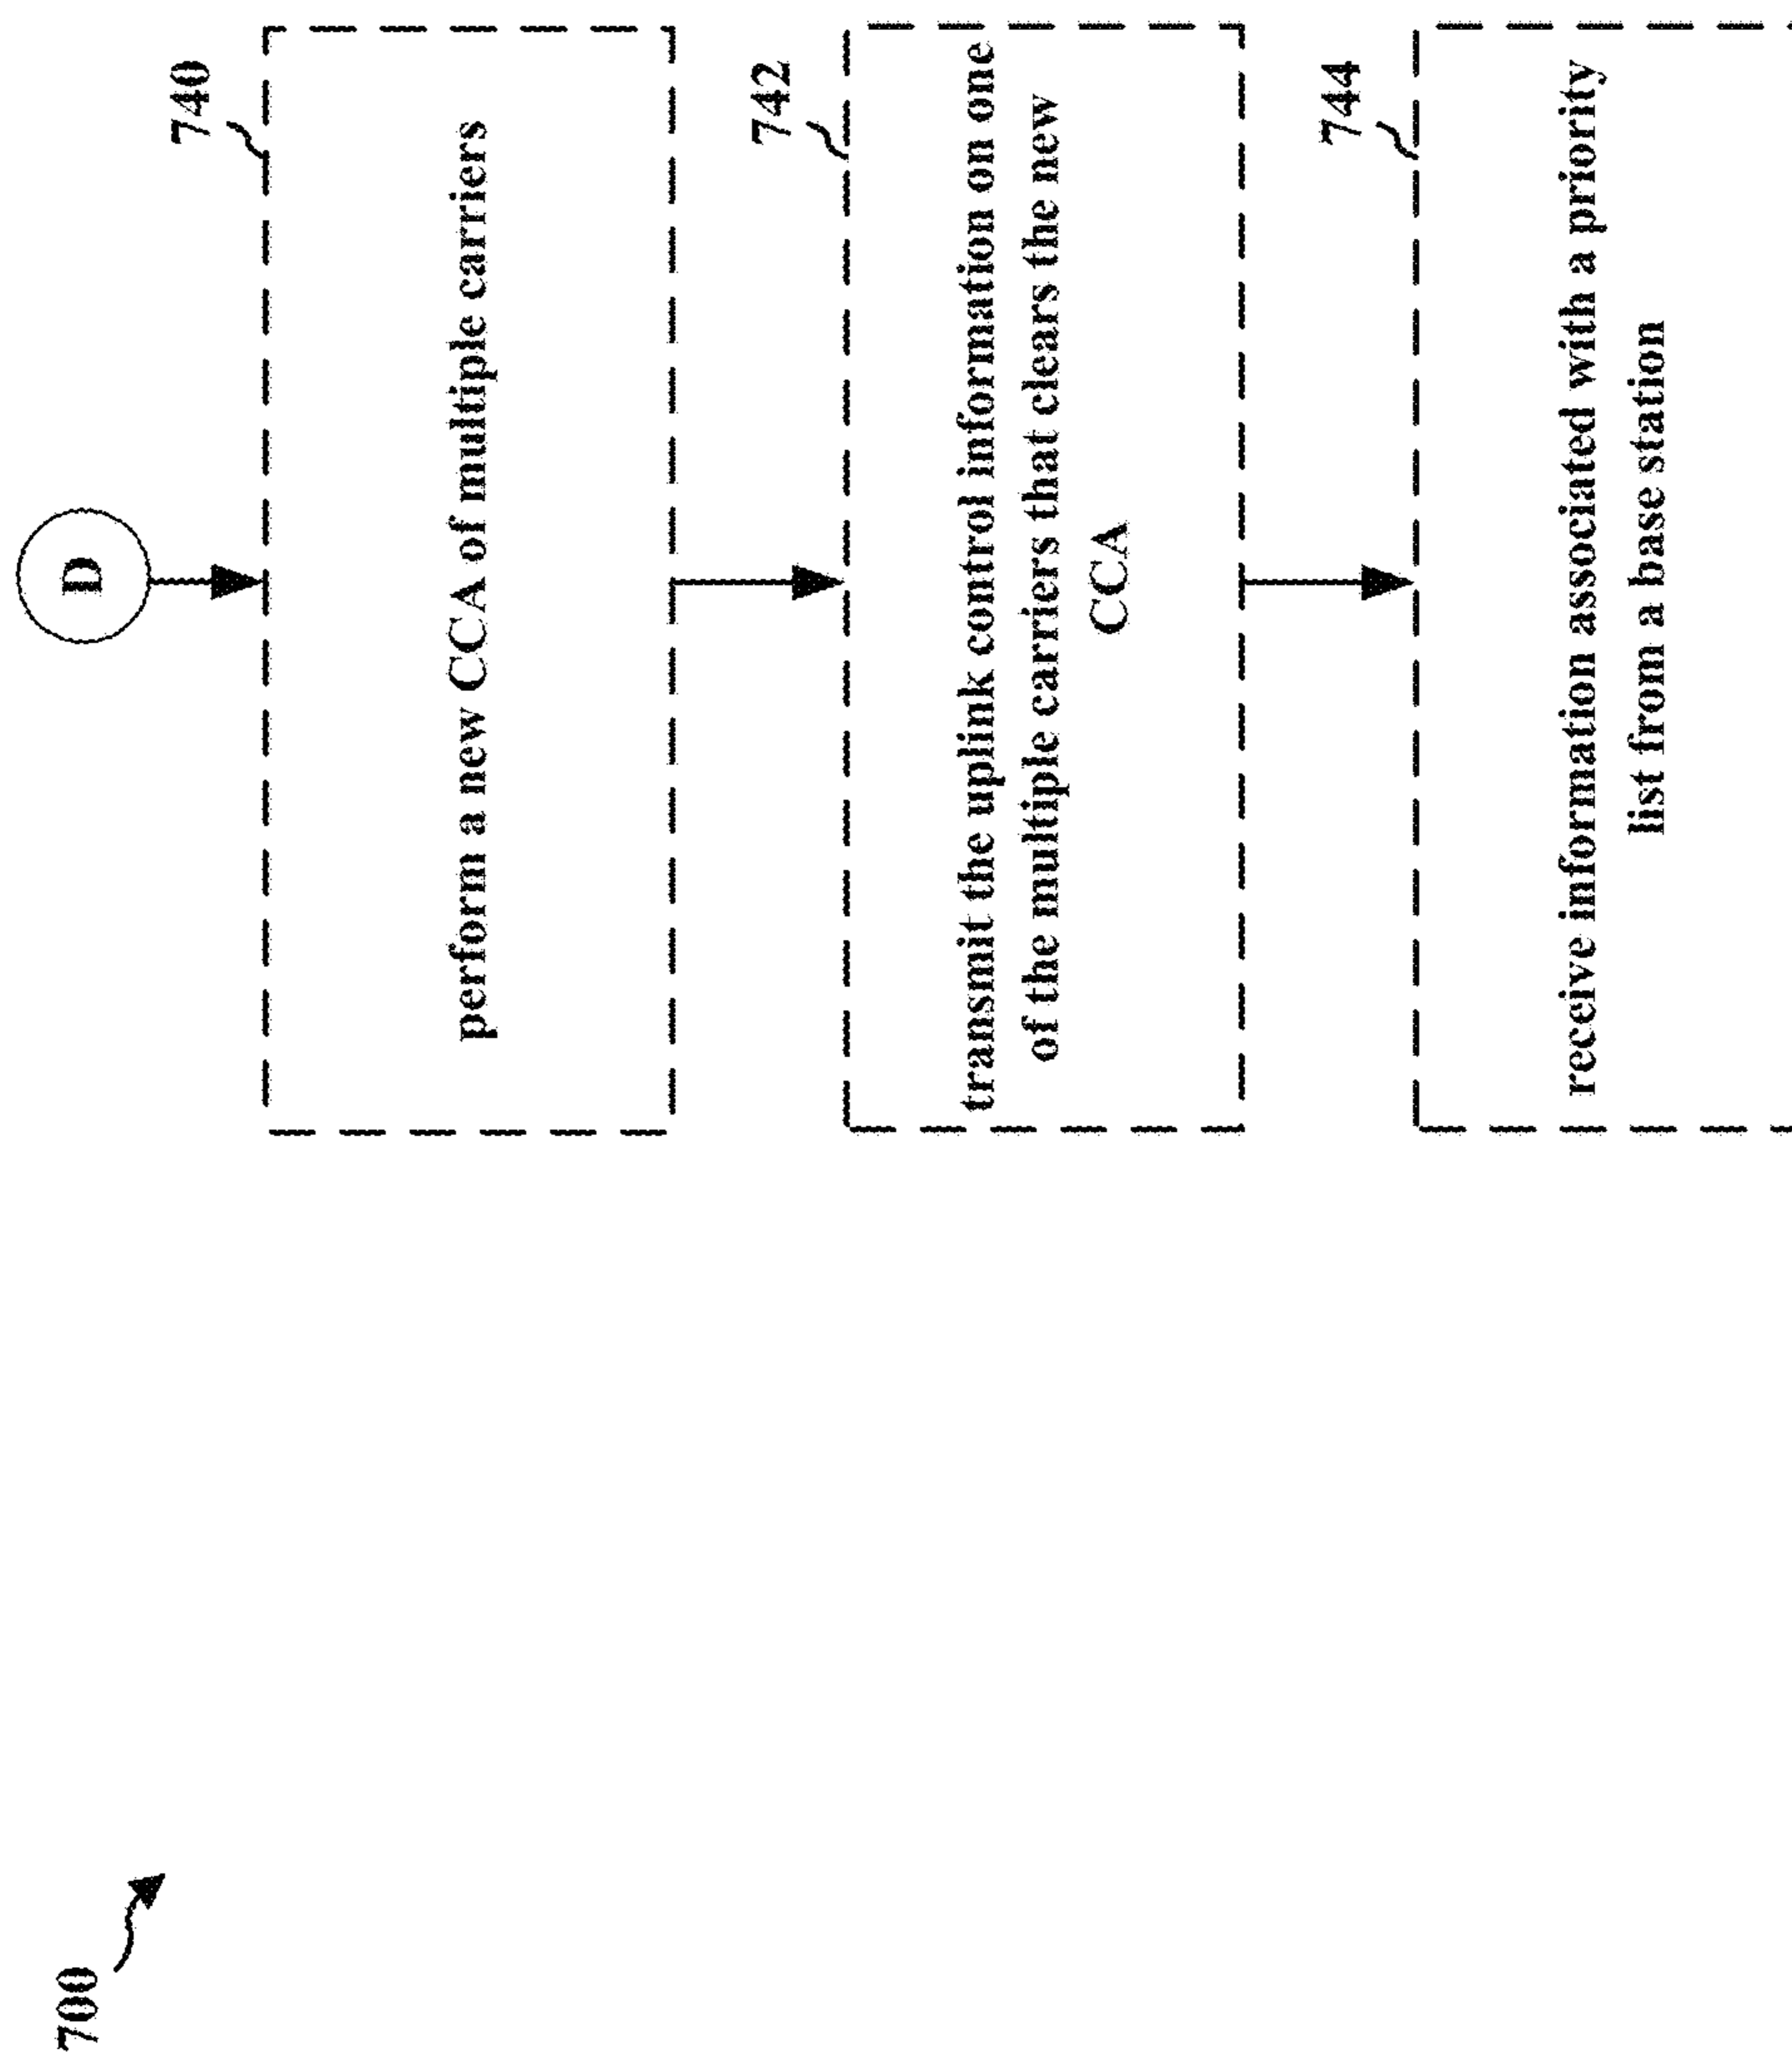 700
D
740
perform a new CCA of multiple carriers
742
transmit the uplink control information on one
of the multiple carriers that clears the new
CCA
744
receive information associated with a priority
list from a base station